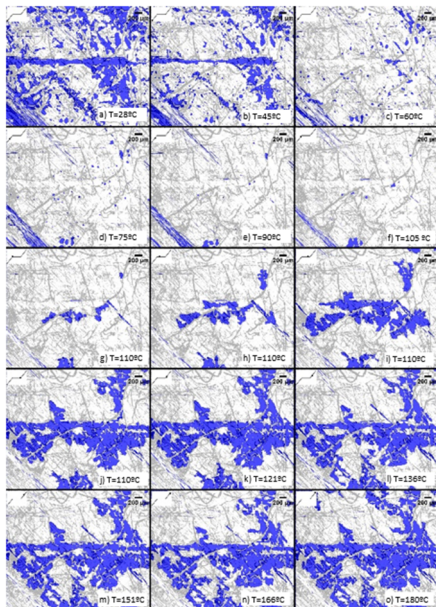 200 µm
200 µm
200 µm
a) T=28ºC
b) T=45ºC
c) T=60ºC
200 µm
200 µm
200 µm
d) T=75ºC
e) T=90ºC
f) T=105 ºC
200 µm
200 µm
200 µm
g) T=110ºC
h) T=110ºC
i) T=110ºC
200 µm
200 µm
200 µm
j) T=110ºC
k) T=121ºC
l) T=136ºC
200 µm
200 µm
200 µm
m) T=151ºC
n) T=166ºC
o) T=180ºC